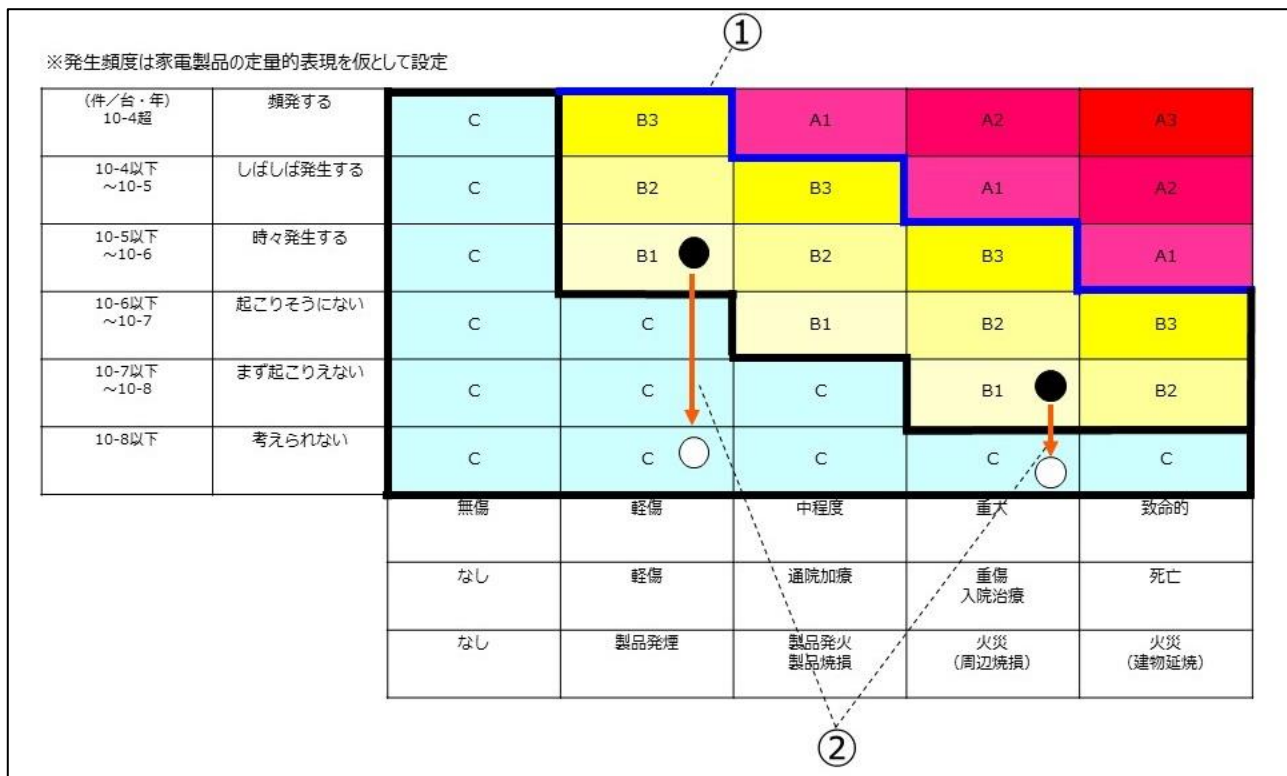 ①
※発生頻度は家電製品の定量的表現を仮として設定
(件/台・年) 頻発する C B3 A1 A2 A3
10-4超
10-4以下 しばしば発生する C B2 B3 A1 A2
~10-5
10-5以下 時々発生する C B1 B2 B3 A1
~10-6
10-6以下 起こりそうにない C C B1 B2 B3
~10-7
10-7以下 まず起こりえない C C C B1 B2
~10-8
10-8以下 考えられない C C C C C
無傷 軽傷 中程度 重大 致命的
なし 軽傷 通院加療 重傷 死亡
入院治療
なし 製品発煙 製品発火 火災 火災
製品焼損 (周辺焼損) (建物延焼)
②